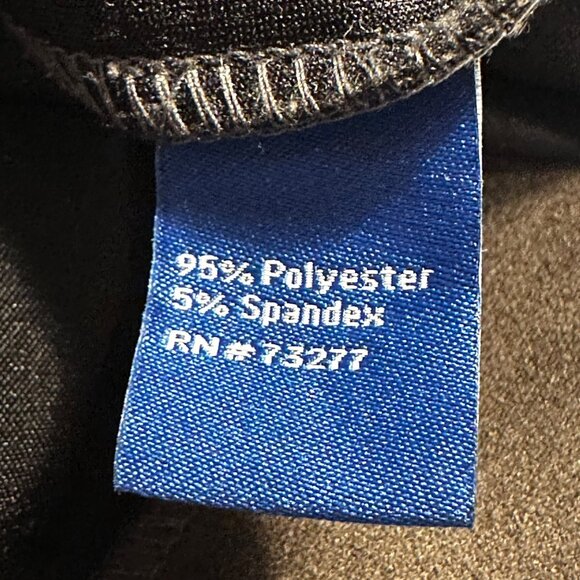 95% Polyester
5% Spandex
RN#73277